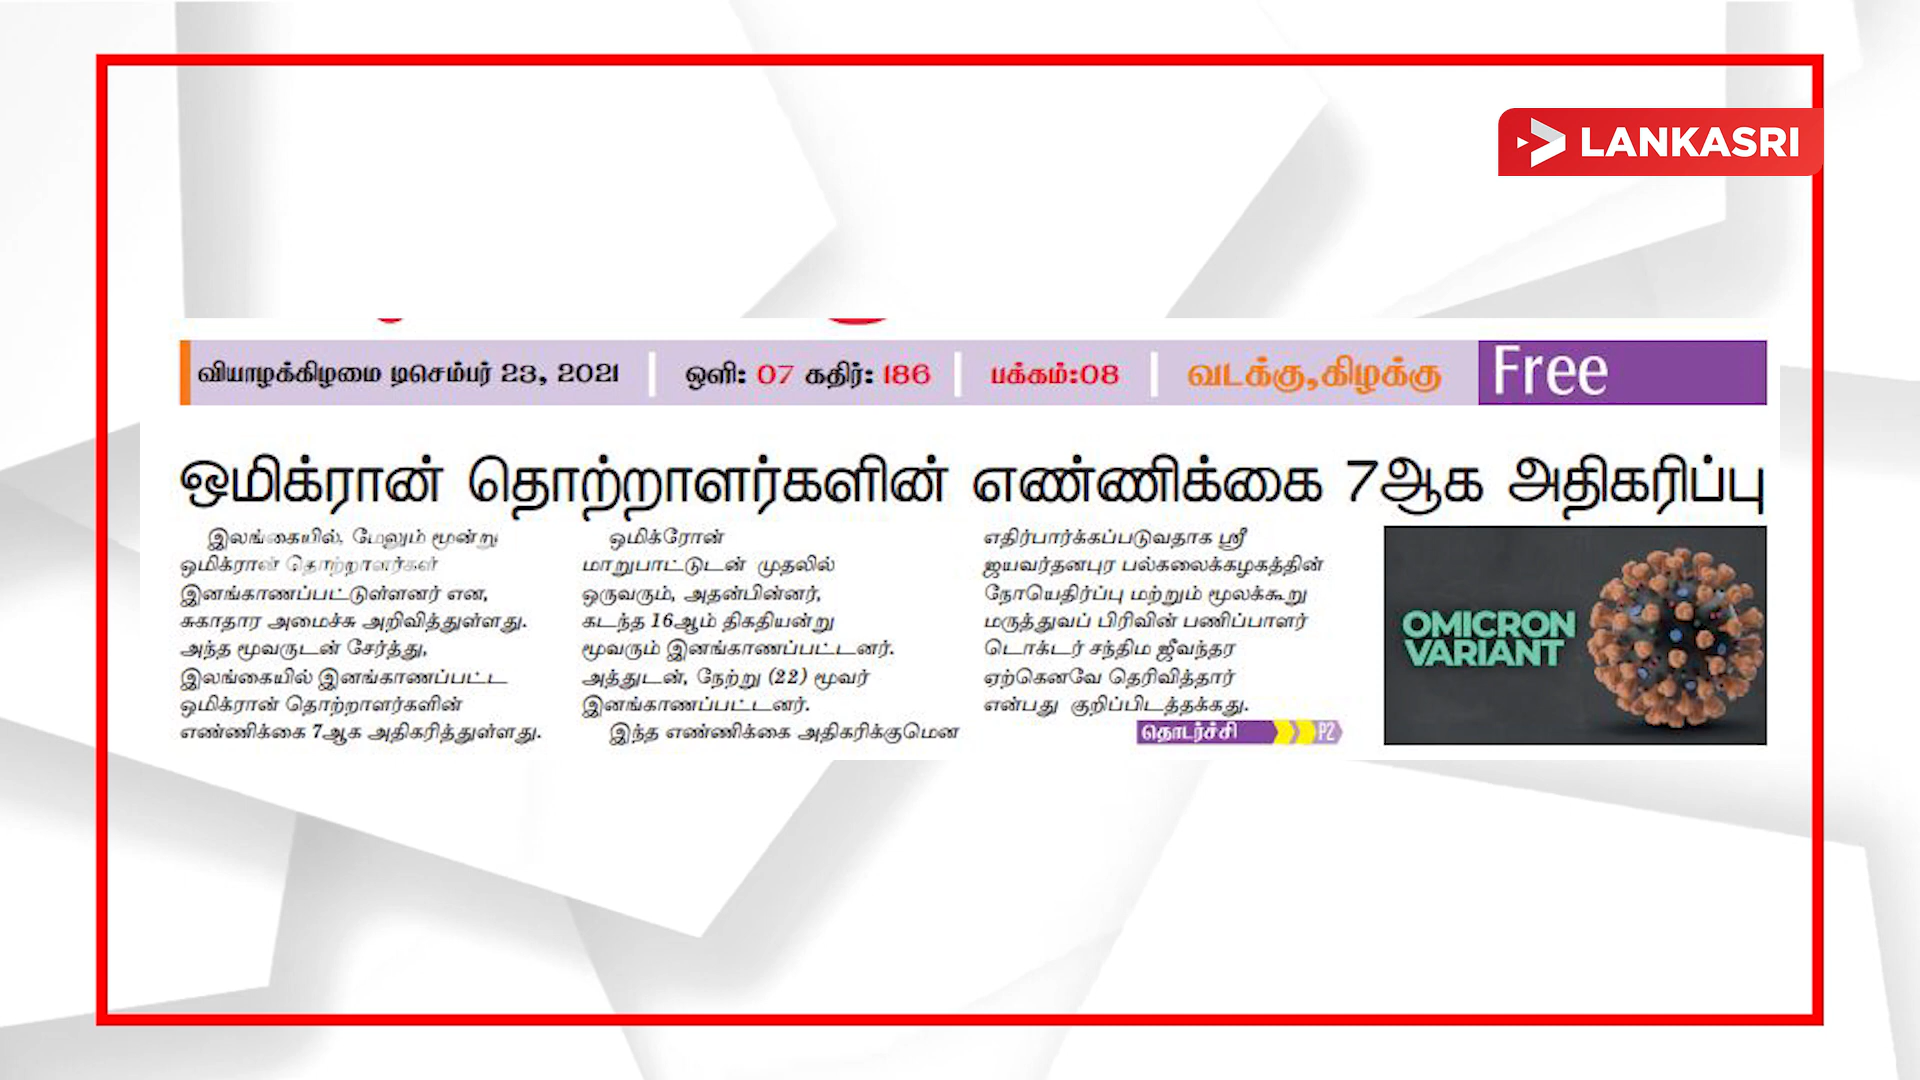 LANKASRI
வியாழக்கிழமை டிசெம்பர் 23, 2021 ஒளி: 07 கதிர்: 186 பக்கம்:08 வடக்கு,கிழக்கு Free
ஒமிக்ரான் தொற்றாளர்களின் எண்ணிக்கை 7ஆக அதிகரிப்பு
இலங்கையில், மேலும் மூன்று
ஒமிக்ரான் தொற்றாளர்கள்
இனங்காணப்பட்டுள்ளனர் என,
சுகாதார அமைச்சு அறிவித்துள்ளது.
அந்த மூவருடன் சேர்த்து,
இலங்கையில் இனங்காணப்பட்ட
ஒமிக்ரான் தொற்றாளர்களின்
எண்ணிக்கை 7ஆக அதிகரித்துள்ளது.
ஒமிக்ரோன்
மாறுபாட்டுடன் முதலில்
ஒருவரும், அதன்பின்னர்,
கடந்த 16ஆம் திகதியன்று
மூவரும் இனங்காணப்பட்டனர்.
அத்துடன், நேற்று (22) மூவர்
இனங்காணப்பட்டனர்.
இந்த எண்ணிக்கை அதிகரிக்குமென
எதிர்பார்க்கப்படுவதாக ஸ்ரீ
ஜயவர்தனபுர பல்கலைக்கழகத்தின்
நோயெதிர்ப்பு மற்றும் மூலக்கூறு
மருத்துவப் பிரிவின் பணிப்பாளர்
டொக்டர் சந்திம ஜீவந்தர
ஏற்கெனவே தெரிவித்தார்
என்பது குறிப்பிடத்தக்கது.
தொடர்ச்சி P2
OMICRON
VARIANT